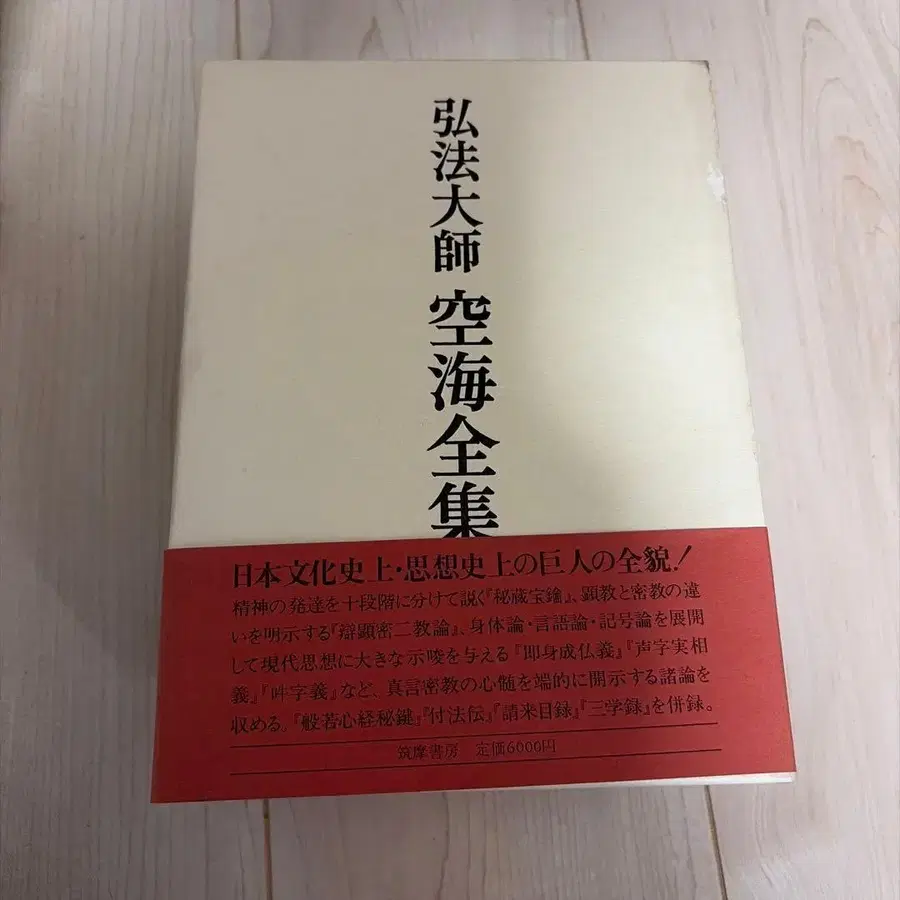 弘法大師 空海全集
日本文化史上・思想史上の巨人の全貌!
精神の発達を十段階に分けて説く『秘蔵宝鑰』、顕教と密教の違
いを明示する『辯顕密二教論』、身体論・言語論・記号論を展開
して現代思想に大きな示唆を与える『即身成仏義』『声字実相
義』『吽字義』など、真言密教の心髄を端的に開示する諸論を
収める。『般若心経秘鍵』『付法伝』『請来目録』『三学録』を併録。
筑摩書房 定価6000円